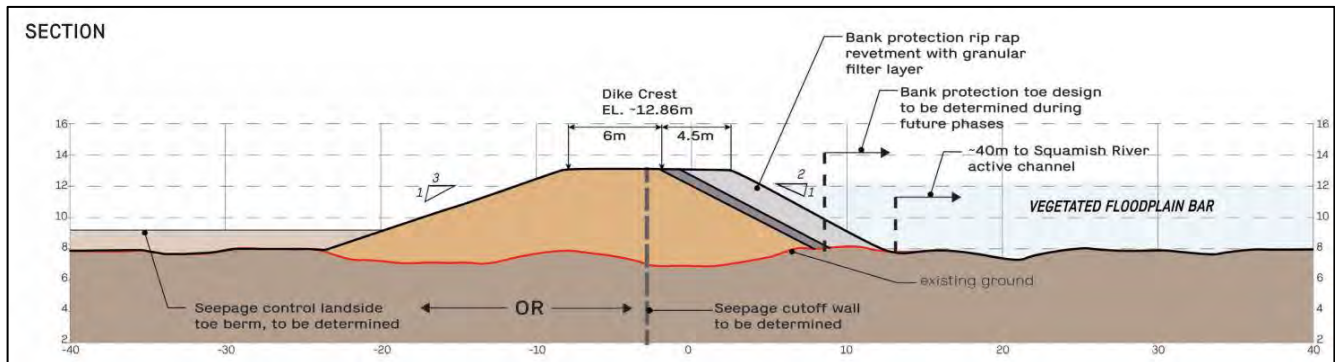 SECTION
Bank protection rip rap
revetment with granular
filter layer
Dike Crest
EL. ~12.86m
6m
4.5m
Bank protection toe design
to be determined during
future phases
~40m to Squamish River
active channel
16
14
12
10
8
6
4
2
3
1
2
1
16
14
12
10
8
6
4
2
VEGETATED FLOODPLAIN BAR
existing ground
Seepage control landside
toe berm, to be determined
OR
Seepage cutoff wall
to be determined
-40
-30
-20
-10
0
10
20
30
40